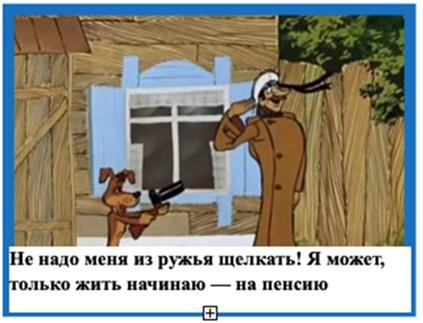 Не надо меня из ружья щелкать! Я может,
только жить начинаю — на пенсию